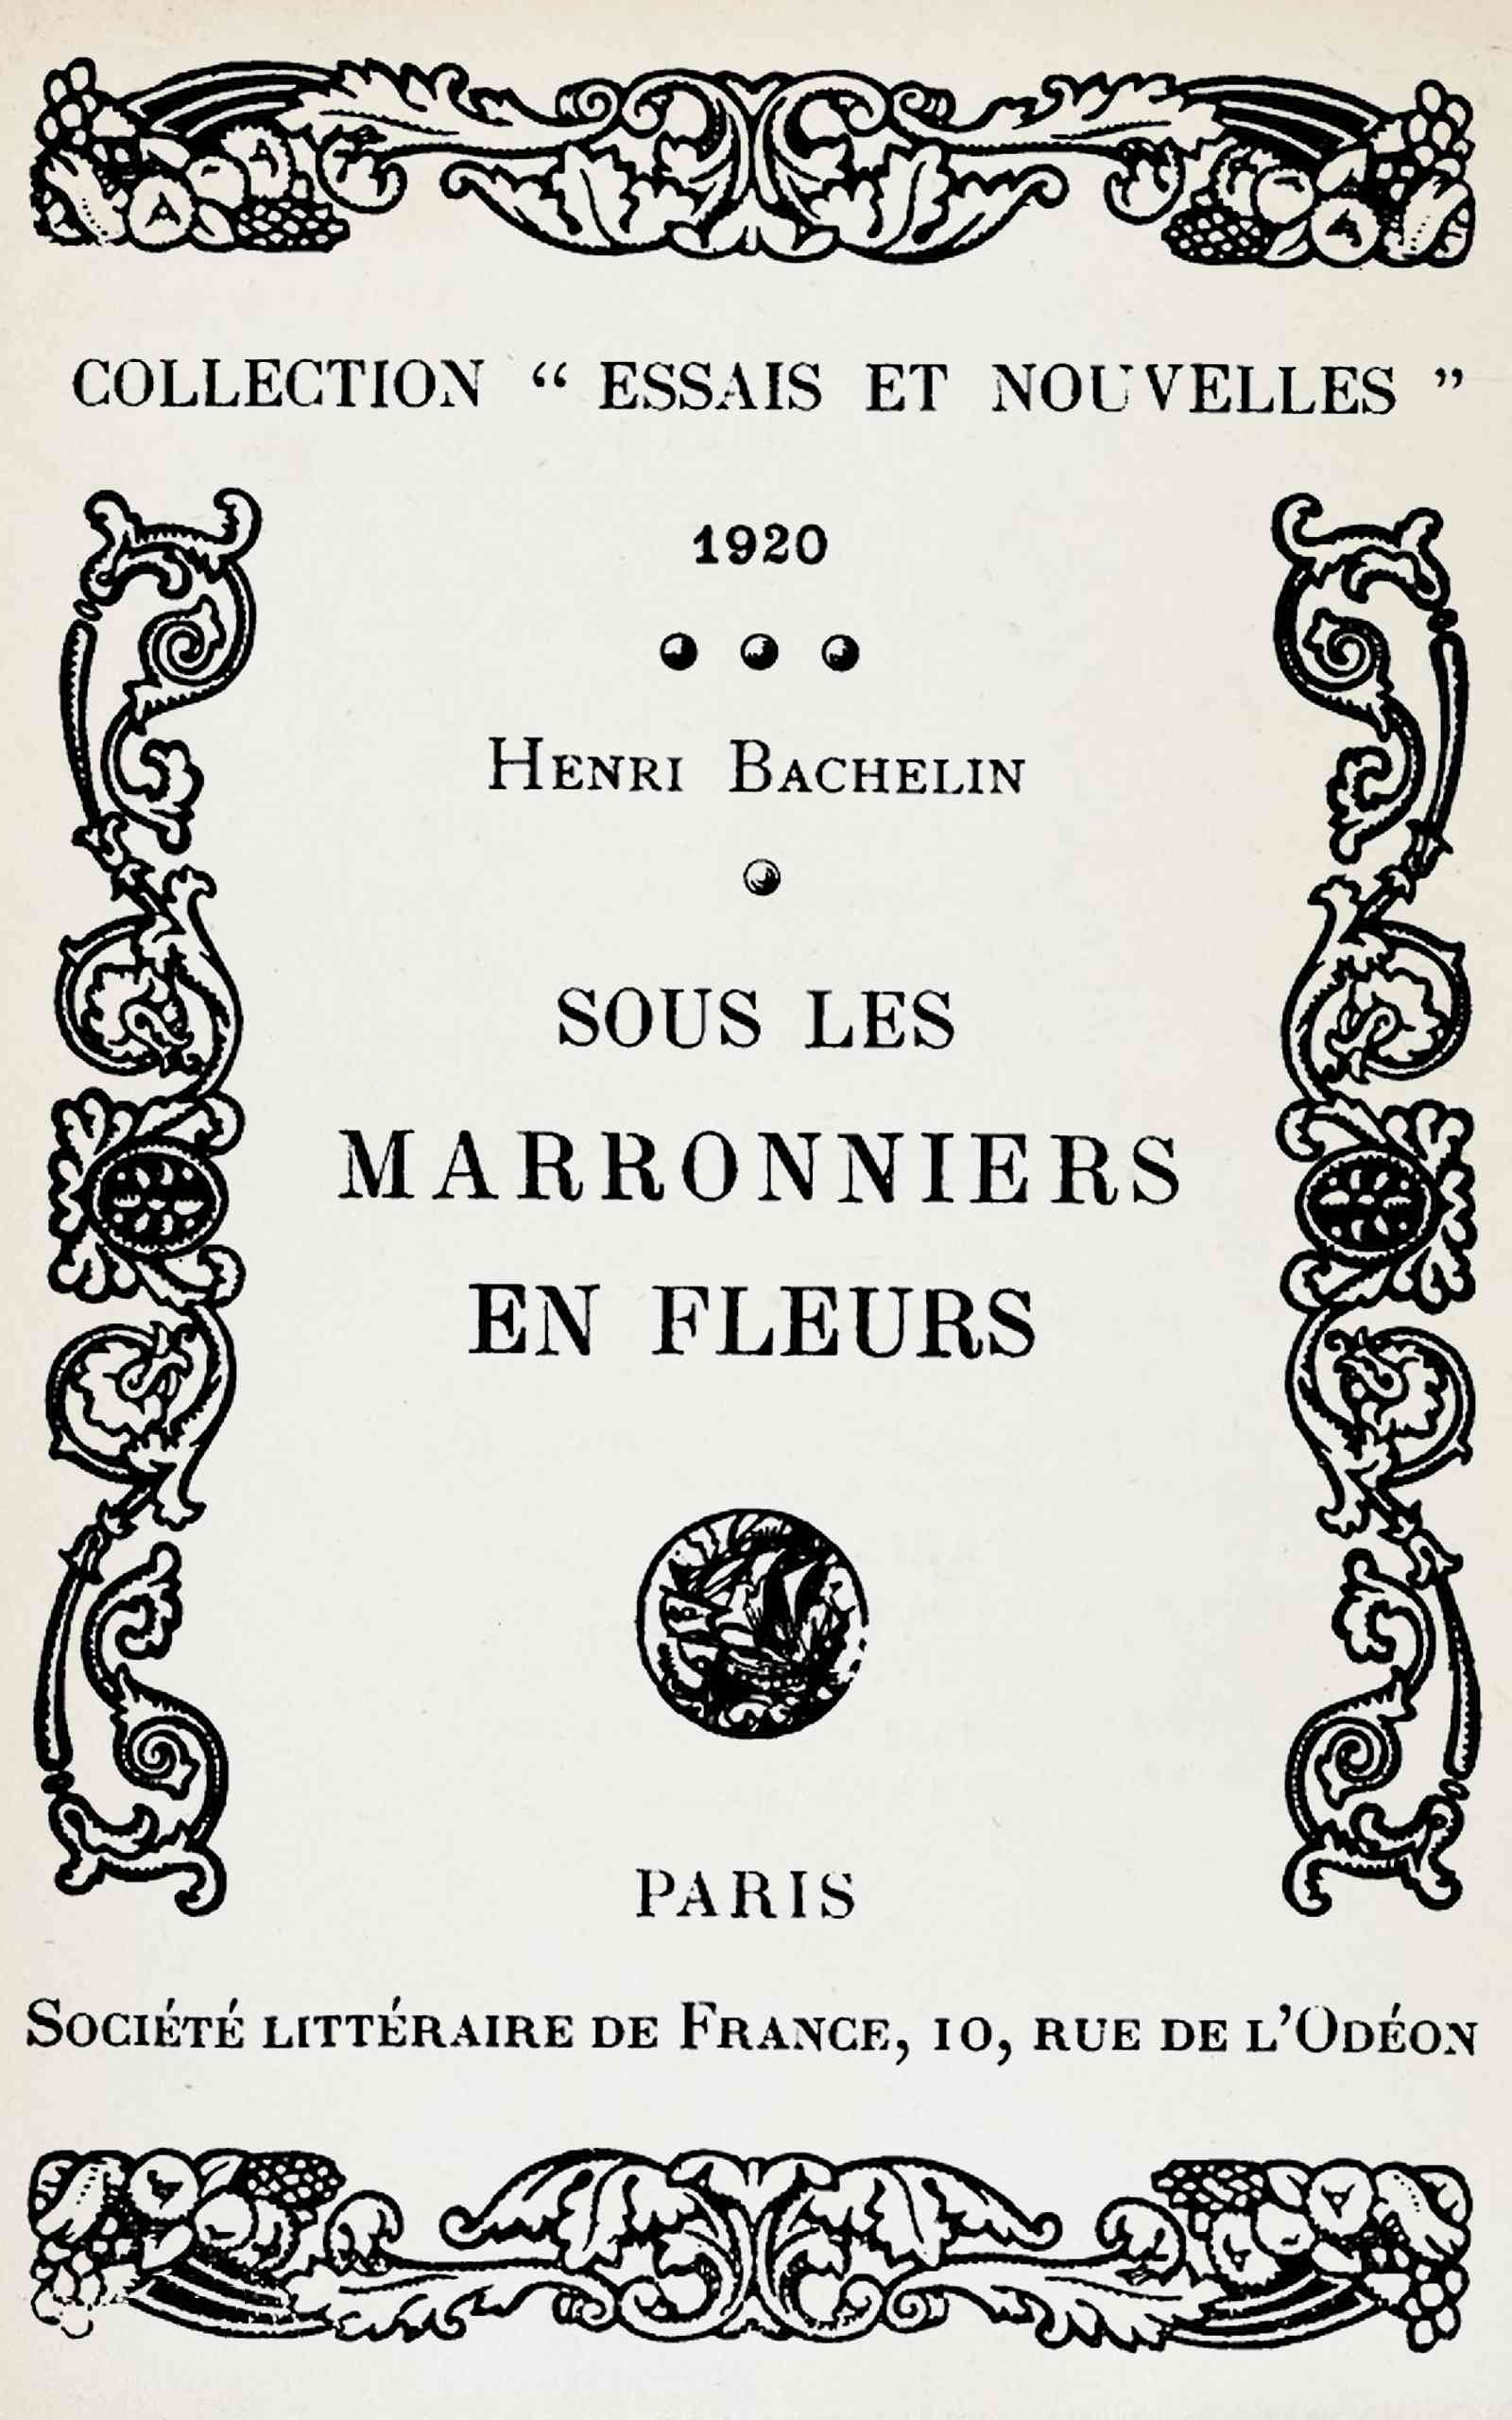 COLLECTION “ ESSAIS ET NOUVELLES ”
1920
HENRI BACHELIN
SOUS LES
MARRONNIERS
EN FLEURS
PARIS
SOCIÉTÉ LITTÉRAIRE DE FRANCE, 10, RUE DE L’ODÉON